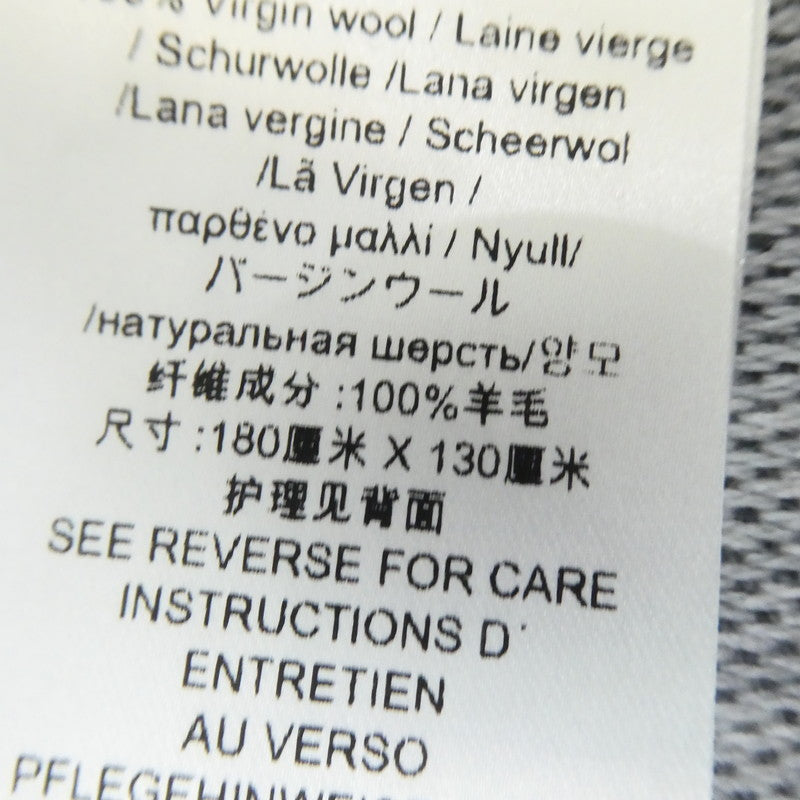 % Virgin wool / Laine vierge
/ Schurwolle /Lana virgen
/Lana vergine / Scheerwol
/Lã Virgen /
παρθένο μαλλί / Nyull/
バージンウール
/натуральная шерсть/양모
纤维成分 :100%羊毛
尺寸 :180厘米 X 130厘米
护理见背面
SEE REVERSE FOR CARE
INSTRUCTIONS D'
ENTRETIEN
AU VERSO